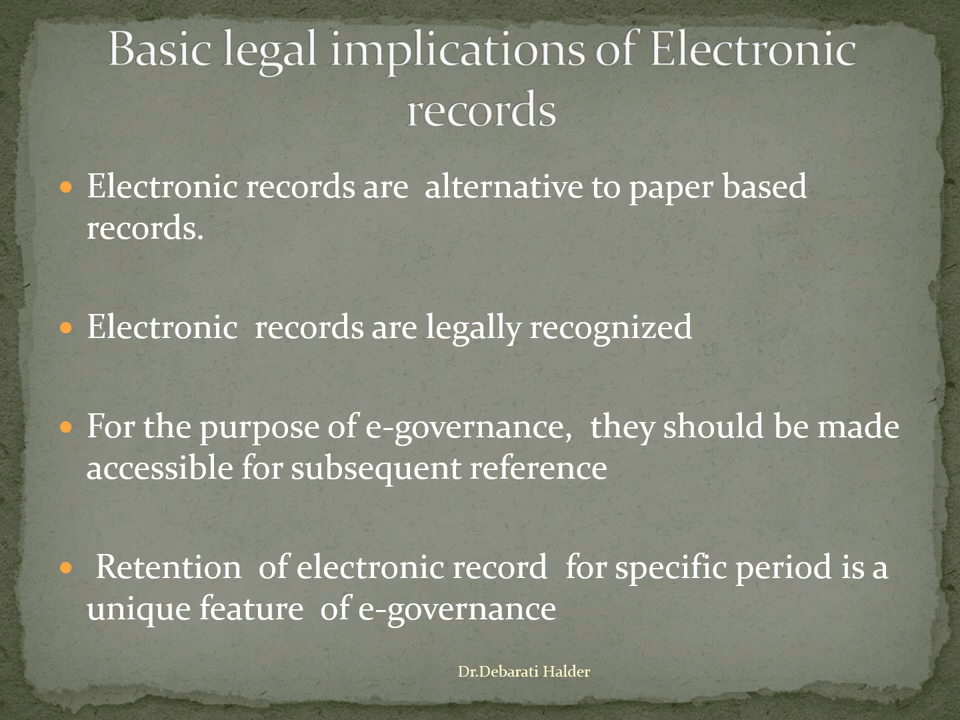 Basic legal implications of Electronic
records
Electronic records are alternative to paper based
records.
Electronic records are legally recognized
For the purpose of e-governance, they should be made
accessible for subsequent reference
Retention of electronic record for specific period is a
unique feature of e-governance
Dr.Debarati Halder